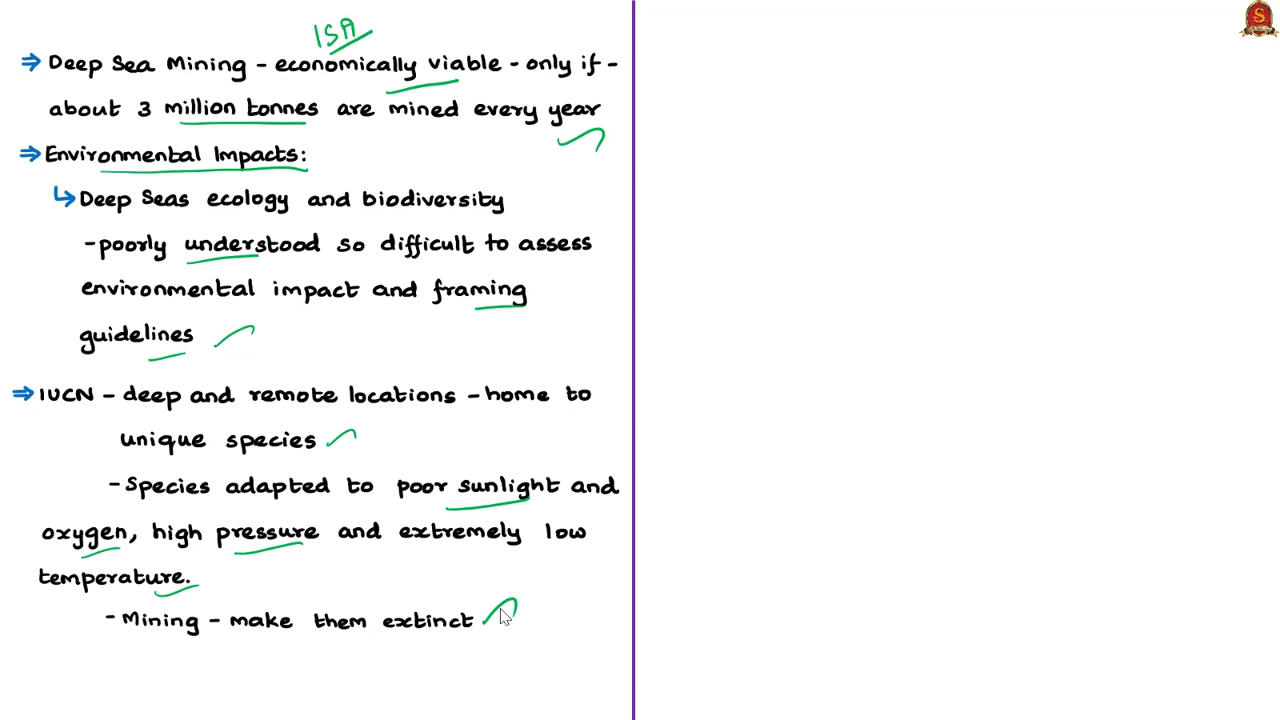 ISA
⇒ Deep Sea Mining - economically viable - only if -
about 3 million tonnes are mined every year
⇒ Environmental Impacts:
↳ Deep Seas ecology and biodiversity
- poorly understood so difficult to assess
environmental impact and framing
guidelines
⇒ IUCN - deep and remote locations - home to
unique species
- Species adapted to poor sunlight and
oxygen, high pressure and extremely low
temperature.
- Mining - make them extinct